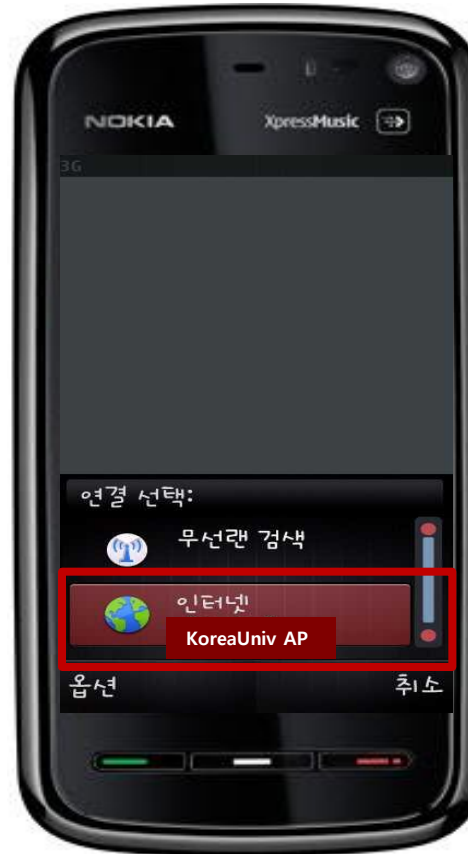 NOKIA
XpressMusic
3G
연결 선택:
무선랜 검색
인터넷
KoreaUniv AP
옵션
취소